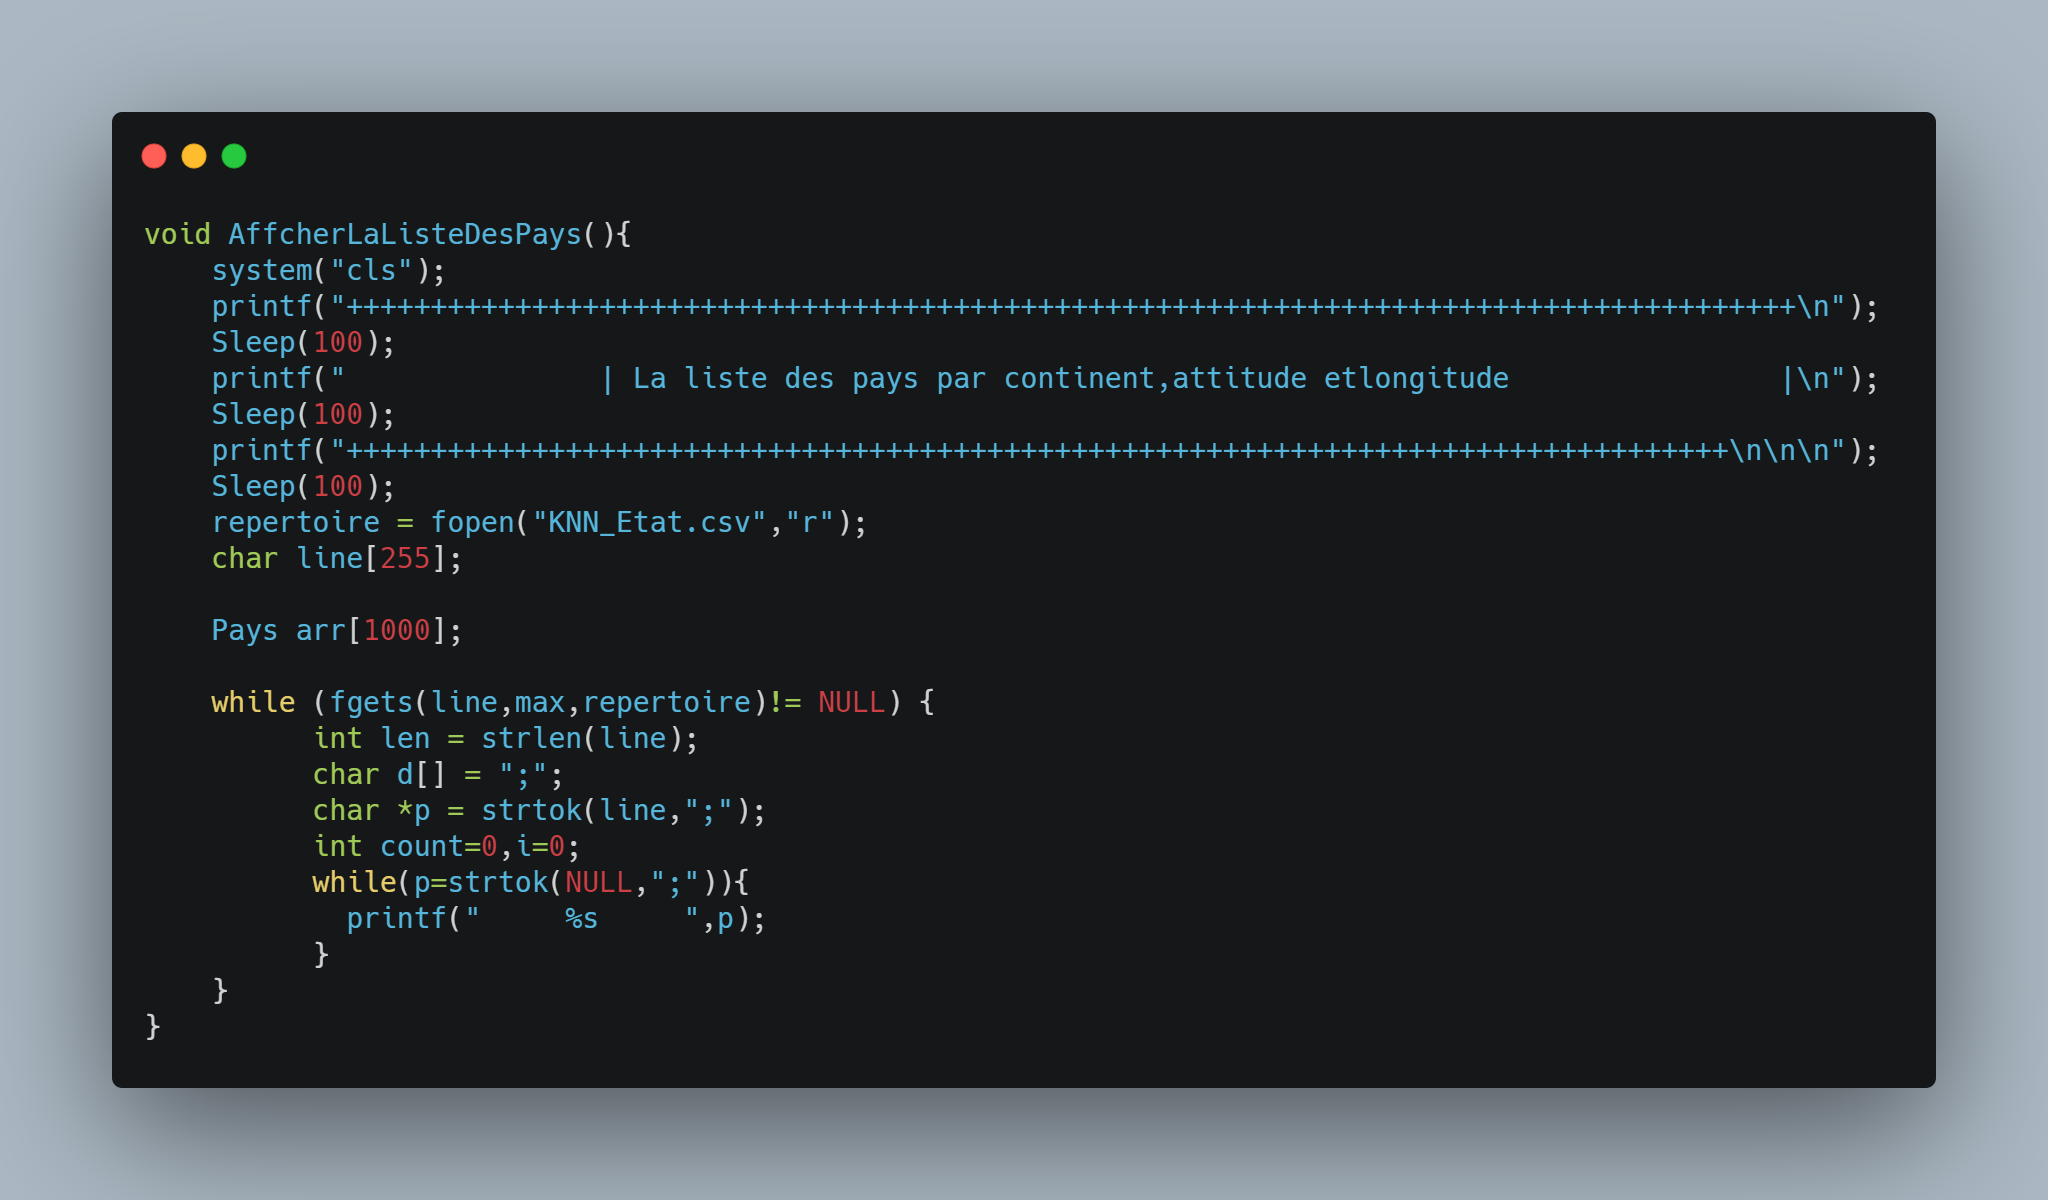 void AffcherLaListeDesPays(){
    system("cls");
    printf("++++++++++++++++++++++++++++++++++++++++++++++++++++++++++++++++++++++++++++++++++++++\n");
    Sleep(100);
    printf("               | La liste des pays par continent,attitude etlongitude                |\n");
    Sleep(100);
    printf("++++++++++++++++++++++++++++++++++++++++++++++++++++++++++++++++++++++++++++++++++\n\n\n");
    Sleep(100);
    repertoire = fopen("KNN_Etat.csv","r");
    char line[255];

    Pays arr[1000];

    while (fgets(line,max,repertoire)!= NULL) {
          int len = strlen(line);
          char d[] = ";";
          char *p = strtok(line,";");
          int count=0,i=0;
          while(p=strtok(NULL,";")){
            printf("     %s     ",p);
          }
    }
}